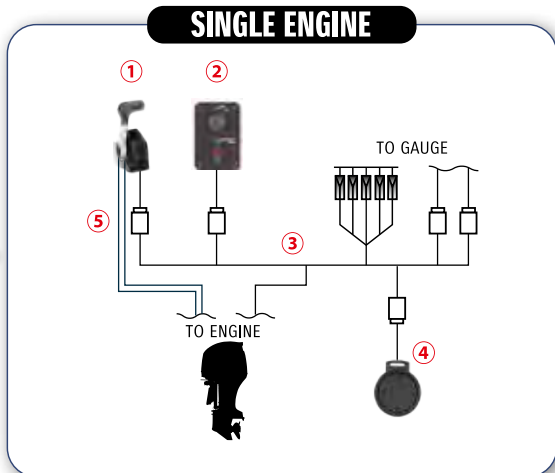 SINGLE ENGINE
① ②
TO GAUGE
⑤
③
TO ENGINE
④